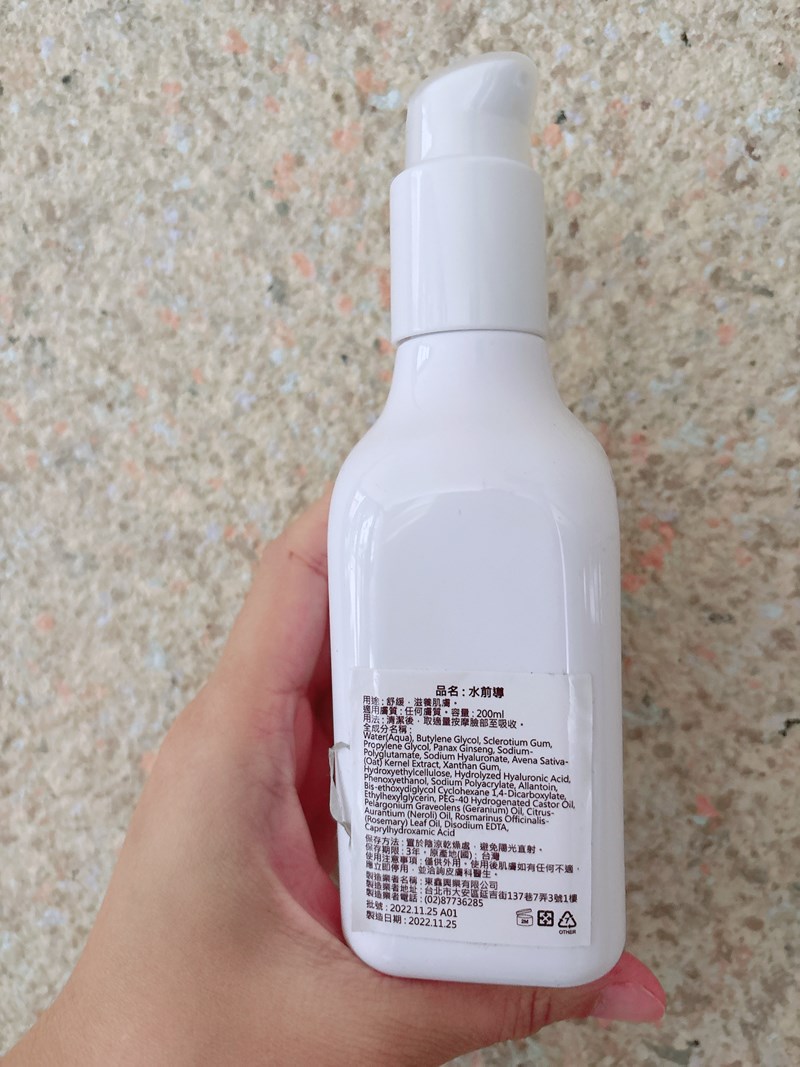 品名 : 水前導
用途 : 舒緩，滋養肌膚。
適用膚質 : 任何膚質。容量 : 200ml
用法 : 清潔後，取適量按摩臉部至吸收。
全成分名稱 :
Water(Aqua), Butylene Glycol, Sclerotium Gum,
Propylene Glycol, Panax Ginseng, Sodium-
Polyglutamate, Sodium Hyaluronate, Avena Sativa-
(Oat) Kernel Extract, Xanthan Gum,
Hydroxyethylcellulose, Hydrolyzed Hyaluronic Acid,
Phenoxyethanol, Sodium Polyacrylate, Allantoin,
Bis-ethoxydiglycol Cyclohexane 1,4-Dicarboxylate,
Ethylhexylglycerin, PEG-40 Hydrogenated Castor Oil,
Pelargonium Graveolens (Geranium) Oil, Citrus-
Aurantium (Neroli) Oil, Rosmarinus Officinalis-
(Rosemary) Leaf Oil, Disodium EDTA,
Caprylhydroxamic Acid
保存方法 : 置於陰涼乾燥處，避免陽光直射。
保存期限 : 3年。原產地(國) : 台灣
使用注意事項 : 僅供外用。使用後肌膚如有任何不適，
應立即停用，並洽詢皮膚科醫生。
製造業者名稱 : 東鑫興業有限公司
製造業者地址 : 台北市大安區延吉街137巷7弄3號1樓
製造業者電話 : (02)87736285
批號 : 2022.11.25 A01
製造日期 : 2022.11.25
7
OTHER